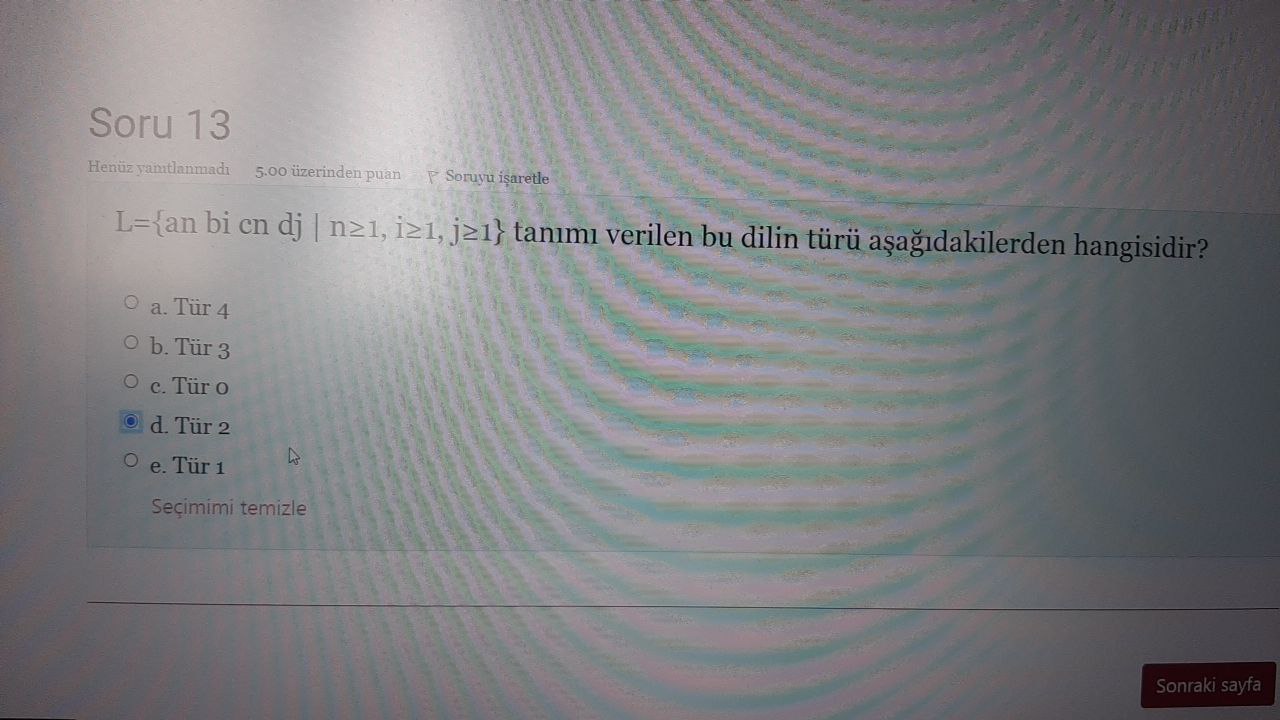 Soru 13
Henüz yanıtlanmadı 5.00 üzerinden puan Soruyu işaretle
L={an bi cn dj | n≥1, i≥1, j≥1} tanımı verilen bu dilin türü aşağıdakilerden hangisidir?
a. Tür 4
b. Tür 3
c. Tür 0
d. Tür 2
e. Tür 1
Seçimimi temizle
Sonraki sayfa